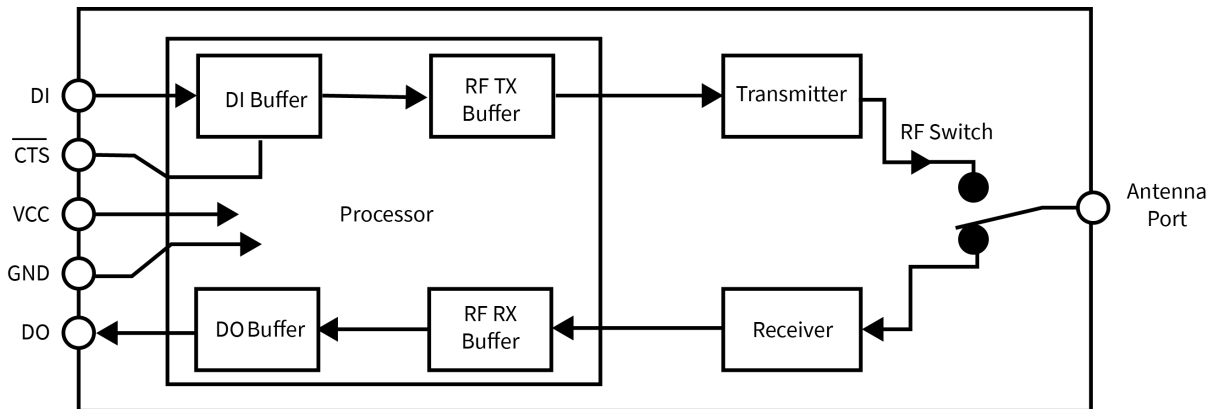 DI
CTS
VCC
GND
DO
DI Buffer
RF TX
Buffer
Processor
DO Buffer
RF RX
Buffer
Transmitter
RF Switch
Receiver
Antenna
Port